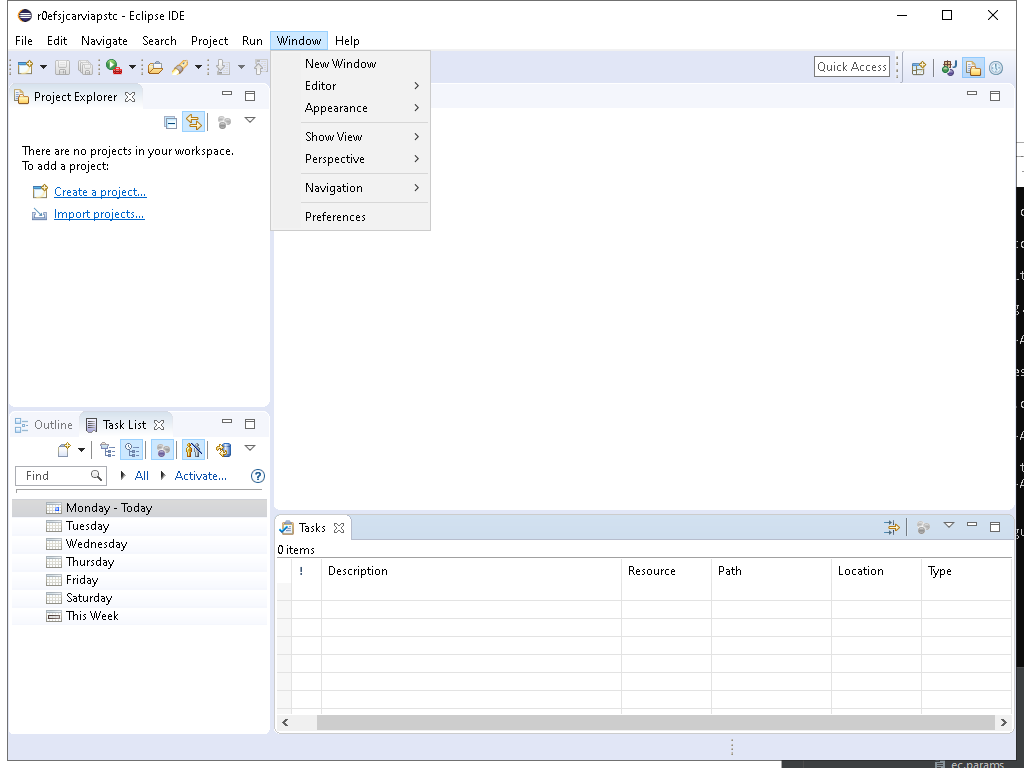 r0efsjcarviapstc - Eclipse IDE
File Edit Navigate Search Project Run Window Help
New Window
Editor
Appearance
Show View
Perspective
Navigation
Preferences
Quick Access
Project Explorer
There are no projects in your workspace.
To add a project:
Create a project...
Import projects...
Outline Task List
Find All Activate...
Monday - Today
Tuesday
Wednesday
Thursday
Friday
Saturday
This Week
Tasks
0 items
! Description Resource Path Location Type
ec.params